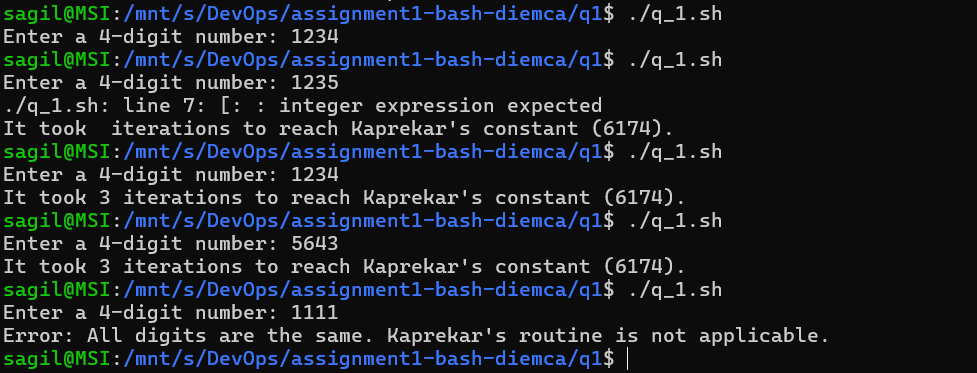 sagil@MSI:/mnt/s/DevOps/assignment1-bash-diemca/q1$ ./q_1.sh
Enter a 4-digit number: 1234
sagil@MSI:/mnt/s/DevOps/assignment1-bash-diemca/q1$ ./q_1.sh
Enter a 4-digit number: 1235
./q_1.sh: line 7: [: : integer expression expected
It took  iterations to reach Kaprekar's constant (6174).
sagil@MSI:/mnt/s/DevOps/assignment1-bash-diemca/q1$ ./q_1.sh
Enter a 4-digit number: 1234
It took 3 iterations to reach Kaprekar's constant (6174).
sagil@MSI:/mnt/s/DevOps/assignment1-bash-diemca/q1$ ./q_1.sh
Enter a 4-digit number: 5643
It took 3 iterations to reach Kaprekar's constant (6174).
sagil@MSI:/mnt/s/DevOps/assignment1-bash-diemca/q1$ ./q_1.sh
Enter a 4-digit number: 1111
Error: All digits are the same. Kaprekar's routine is not applicable.
sagil@MSI:/mnt/s/DevOps/assignment1-bash-diemca/q1$